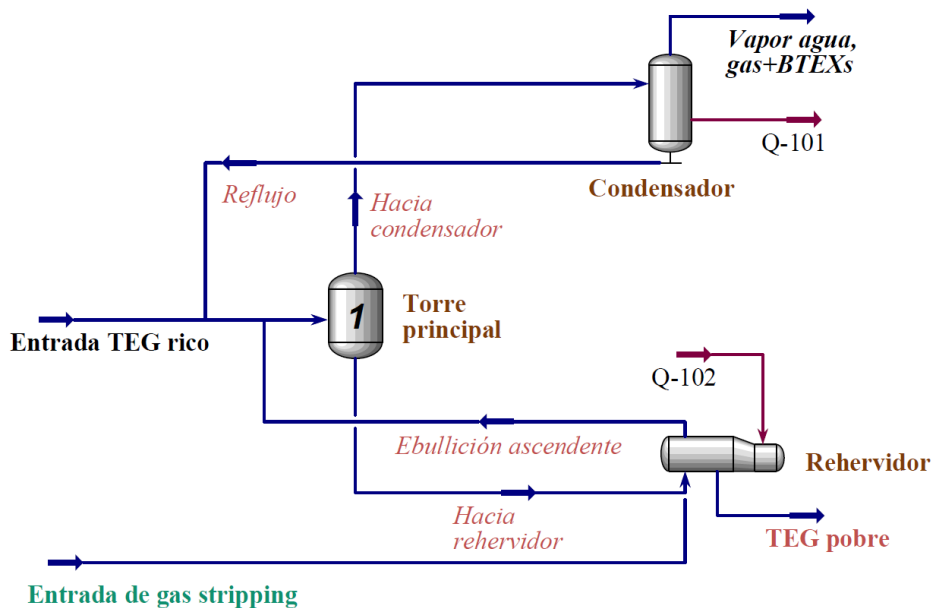 Vapor agua,
gas+BTEXs
Q-101
Condensador
Reflujo
Hacia
condensador
Entrada TEG rico
1
Torre
principal
Q-102
Ebullición ascendente
Rehervidor
Hacia
rehervidor
TEG pobre
Entrada de gas stripping